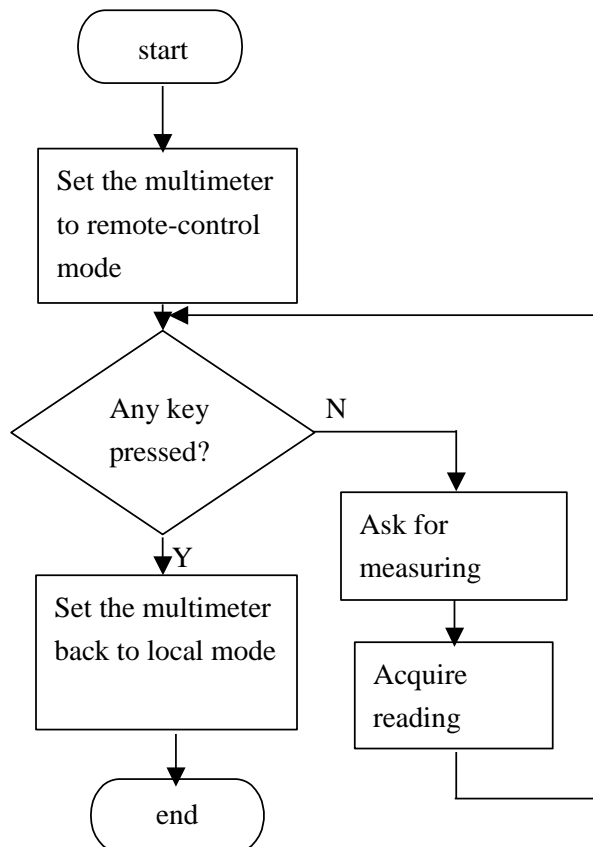 start
Set the multimeter
to remote-control
mode
Any key
pressed?
N
Ask for
measuring
Y
Set the multimeter
back to local mode
Acquire
reading
end